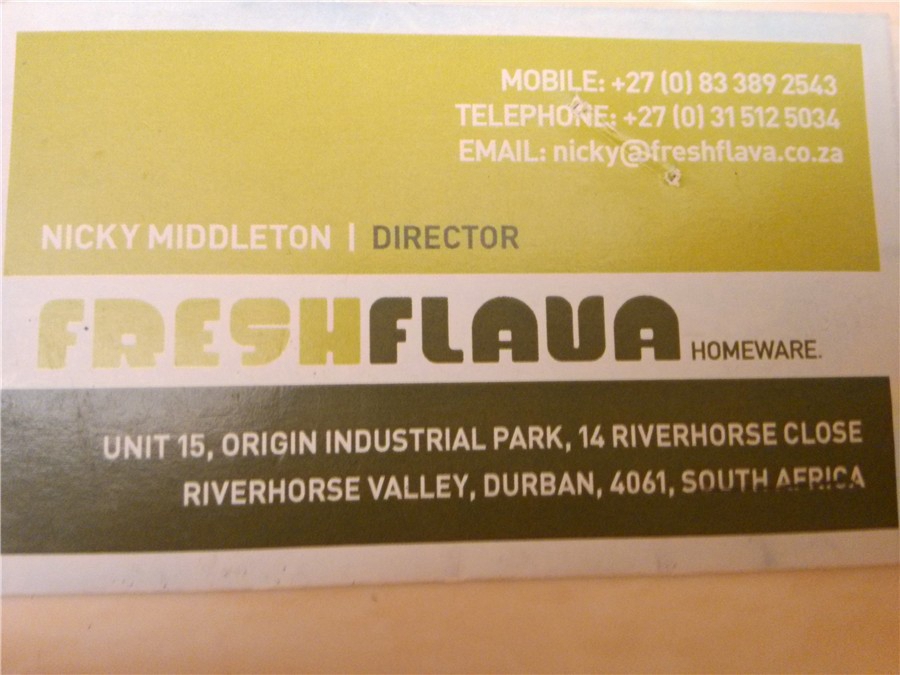 MOBILE: +27 (0) 83 389 2543
TELEPHONE: +27 (0) 31 512 5034
EMAIL: nicky@freshflava.co.za
NICKY MIDDLETON | DIRECTOR
FRESHFLAVA HOMEWARE.
UNIT 15, ORIGIN INDUSTRIAL PARK, 14 RIVERHORSE CLOSE
RIVERHORSE VALLEY, DURBAN, 4061, SOUTH AFRICA